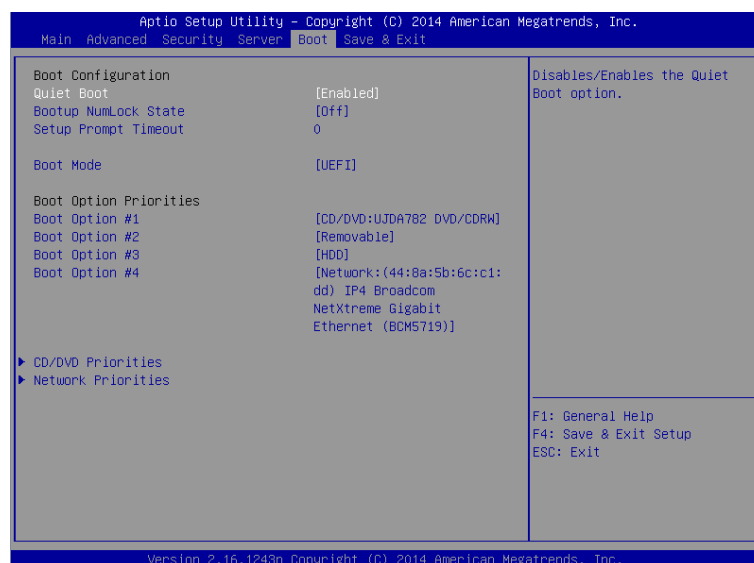 Aptio Setup Utility – Copyright (C) 2014 American Megatrends, Inc.
Main Advanced Security Server Boot Save & Exit
Boot Configuration
Quiet Boot [Enabled]
Bootup NumLock State [Off]
Setup Prompt Timeout 0
Boot Mode [UEFI]
Boot Option Priorities
Boot Option #1 [CD/DVD:UJDA782 DVD/CDRW]
Boot Option #2 [Removable]
Boot Option #3 [HDD]
Boot Option #4 [Network:(44:8a:5b:6c:c1:
dd) IP4 Broadcom
NetXtreme Gigabit
Ethernet (BCM5719)]
CD/DVD Priorities
Network Priorities
Disables/Enables the Quiet
Boot option.
F1: General Help
F4: Save & Exit Setup
ESC: Exit
Version 2.16.1243n Copyright (C) 2014 American Megatrends, Inc.